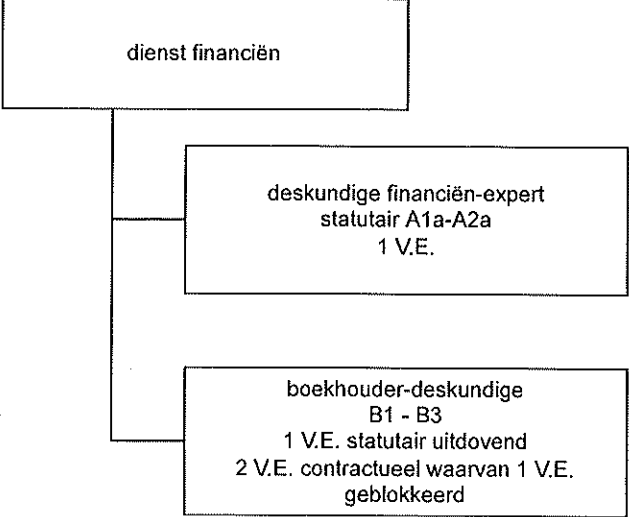 dienst financiën
deskundige financiën-expert
statutair A1a-A2a
1 V.E.
boekhouder-deskundige
B1 - B3
1 V.E. statutair uitdovend
2 V.E. contractueel waarvan 1 V.E.
geblokkeerd